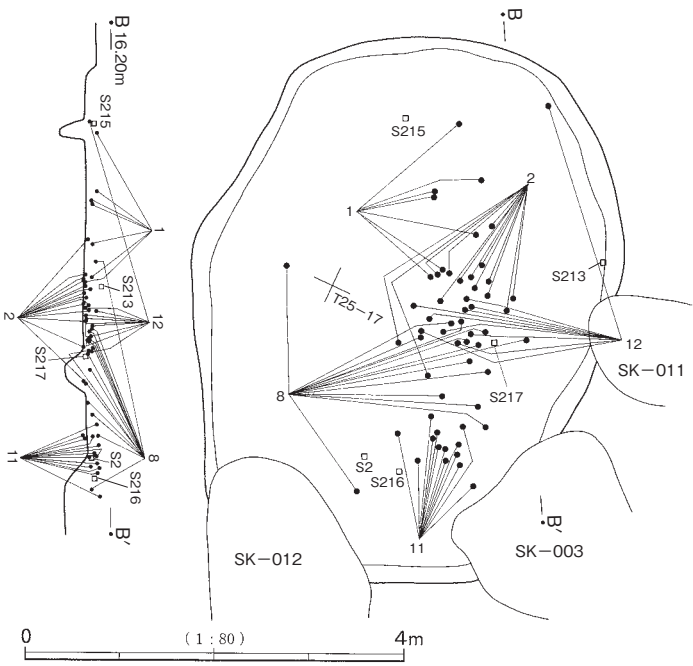 B
16.20m
S215
1
S213
2
12
S217
8
S2
S216
11
B′
B
S215
2
1
S213
T25-17
12
SK-011
8
S217
S2
S216
11
B′
SK-003
SK-012
0
(1:80)
4m